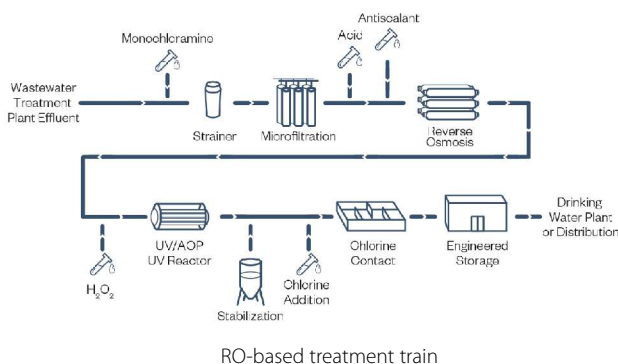 Antiscalant
Monochloramine
Acid
Wastewater
Treatment
Plant Effluent
Strainer
Microfiltration
Reverse
Osmosis
UV/AOP
UV Reactor
Chlorine
Contact
Engineered
Storage
Drinking
Water Plant
or Distribution
H₂O₂
Stabilization
Chlorine
Addition
RO-based treatment train